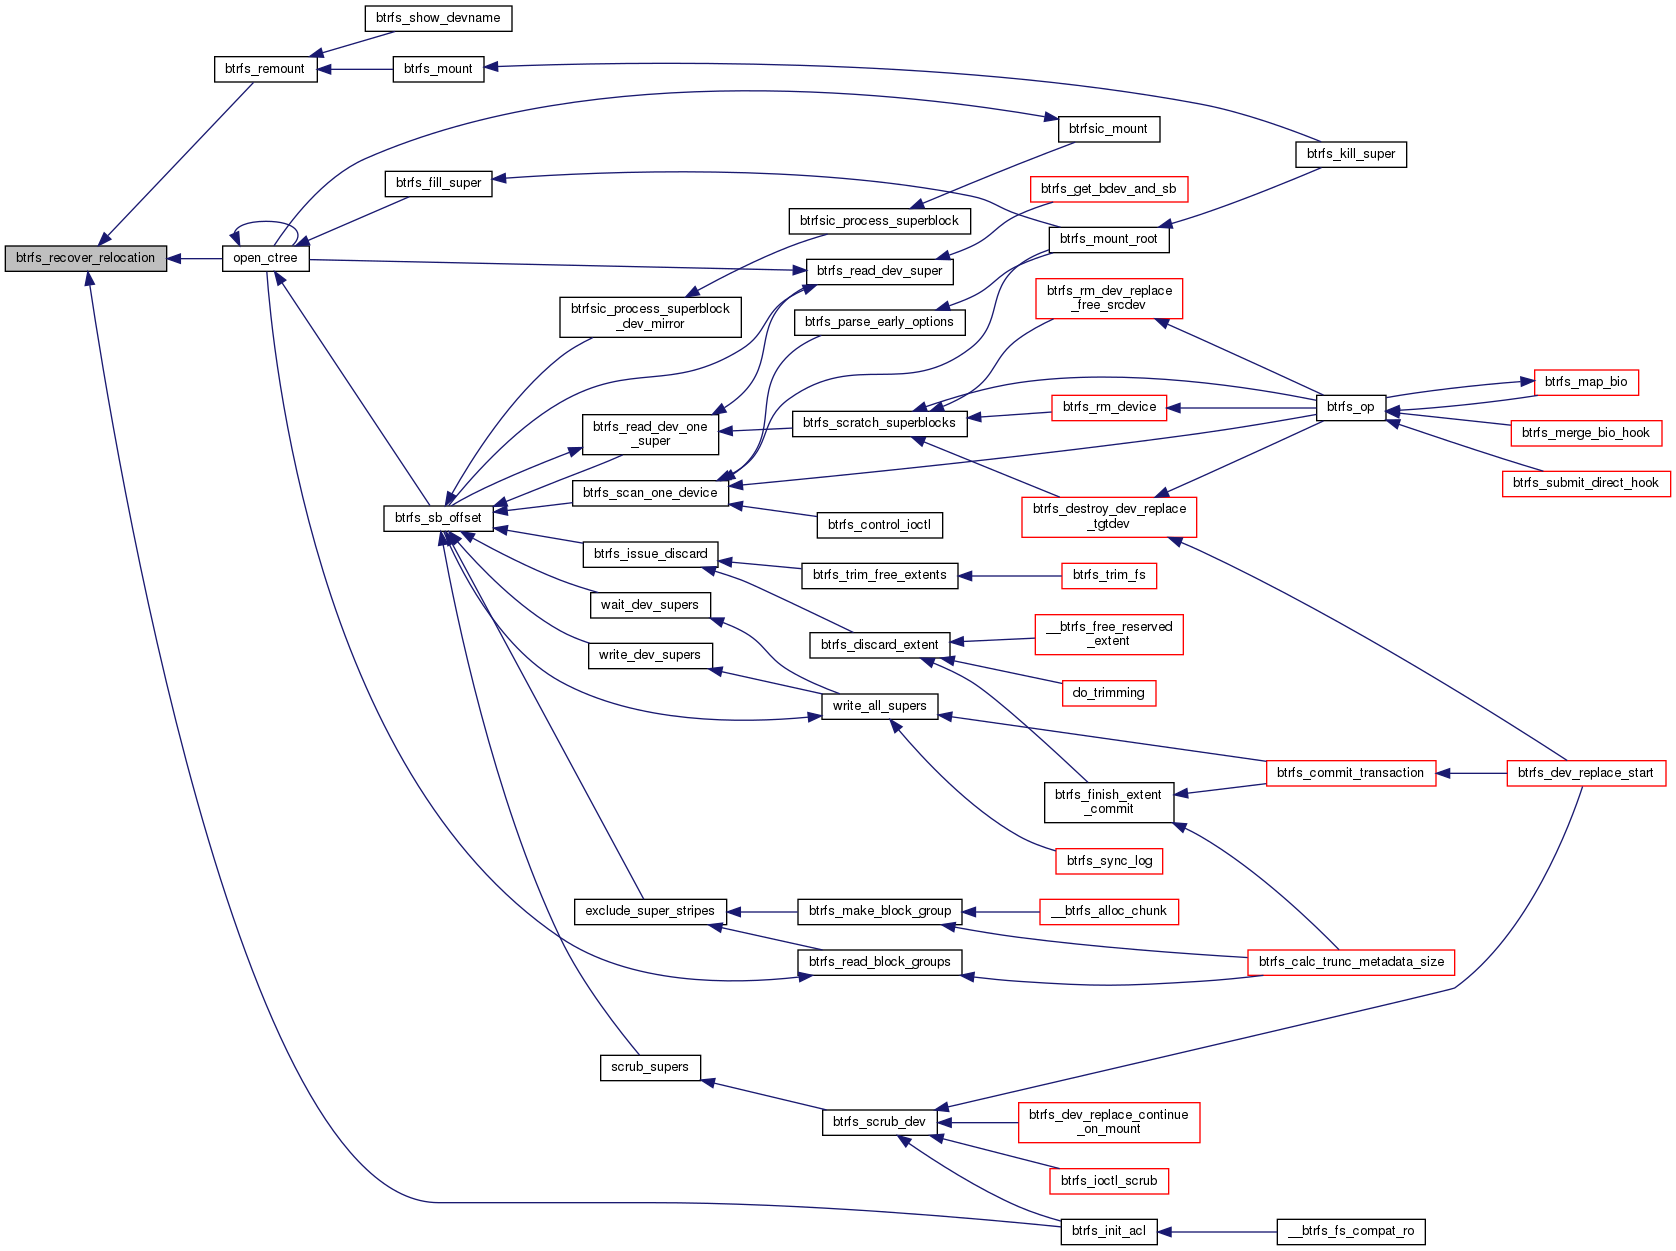 btrfs_show_devname
btrfs_remount
btrfs_mount
btrfsic_mount
btrfs_kill_super
btrfs_fill_super
btrfs_get_bdev_and_sb
btrfsic_process_superblock
btrfs_mount_root
btrfs_recover_relocation
open_ctree
btrfs_read_dev_super
btrfs_rm_dev_replace
_free_srcdev
btrfsic_process_superblock
_dev_mirror
btrfs_parse_early_options
btrfs_map_bio
btrfs_rm_device
btrfs_op
btrfs_read_dev_one
_super
btrfs_scratch_superblocks
btrfs_merge_bio_hook
btrfs_submit_direct_hook
btrfs_scan_one_device
btrfs_destroy_dev_replace
_tgtdev
btrfs_sb_offset
btrfs_control_ioctl
btrfs_issue_discard
btrfs_trim_free_extents
btrfs_trim_fs
wait_dev_supers
__btrfs_free_reserved
_extent
btrfs_discard_extent
write_dev_supers
do_trimming
write_all_supers
btrfs_commit_transaction
btrfs_dev_replace_start
btrfs_finish_extent
_commit
btrfs_sync_log
exclude_super_stripes
btrfs_make_block_group
__btrfs_alloc_chunk
btrfs_read_block_groups
btrfs_calc_trunc_metadata_size
scrub_supers
btrfs_scrub_dev
btrfs_dev_replace_continue
_on_mount
btrfs_ioctl_scrub
btrfs_init_acl
__btrfs_fs_compat_ro